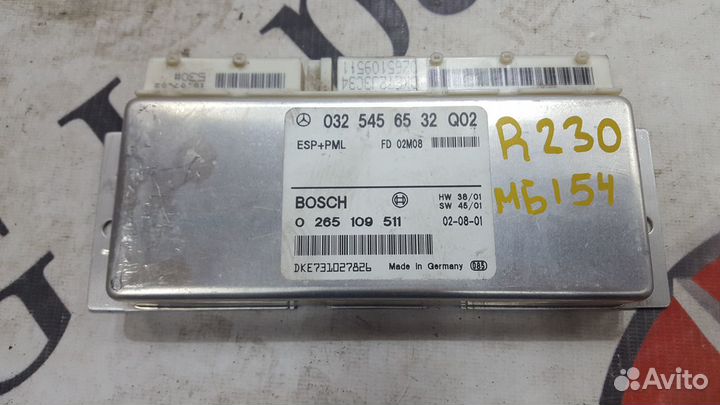 032 545 65 32 Q02
ESP+PML FD 02M08
BOSCH HW 38/01
SW 45/01
0 265 109 511 02-08-01
DKE731027826 Made in Germany
R230
МБ154
Avito